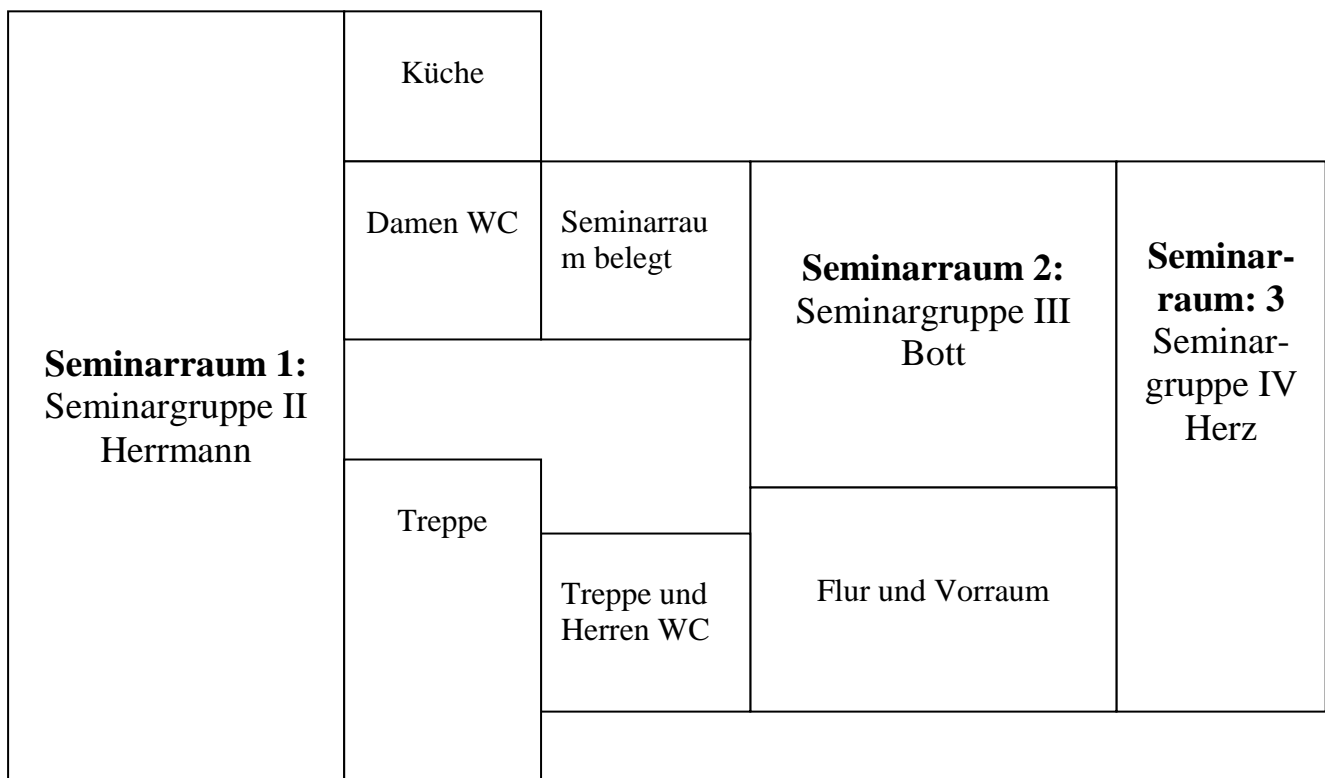 Küche
Damen WC
Seminarrau
m belegt
Seminarraum 2:
Seminargruppe III
Bott
Seminar-
raum: 3
Seminar-
gruppe IV
Herz
Seminarraum 1:
Seminargruppe II
Herrmann
Treppe
Treppe und
Herren WC
Flur und Vorraum